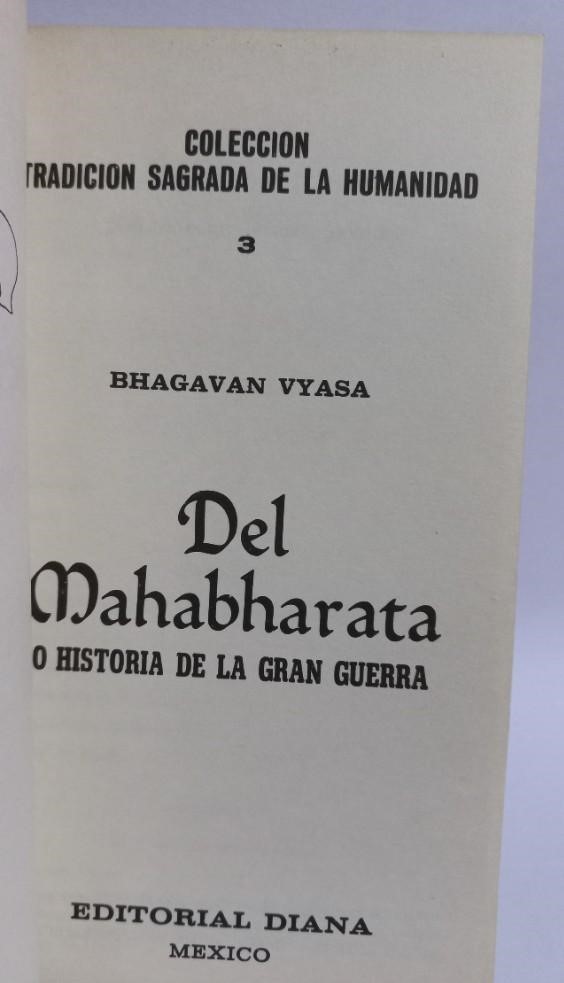 COLECCION
TRADICION SAGRADA DE LA HUMANIDAD
3
BHAGAVAN VYASA
Del
Mahabharata
O HISTORIA DE LA GRAN GUERRA
EDITORIAL DIANA
MEXICO